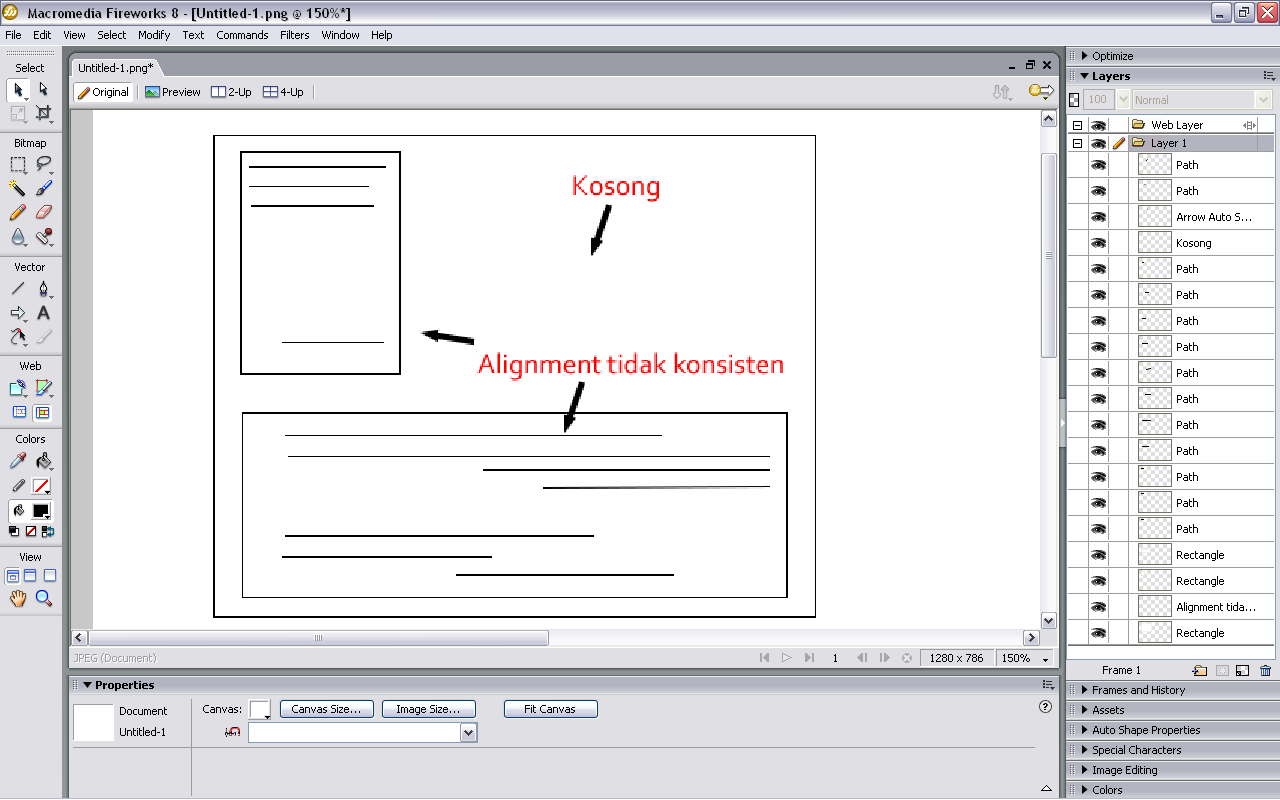 Macromedia Fireworks 8 - [Untitled-1.png @ 150%*]
File Edit View Select Modify Text Commands Filters Window Help
Select
Bitmap
Vector
Web
Colors
View
Untitled-1.png*
Original Preview 2-Up 4-Up
Kosong
Alignment tidak konsisten
JPEG (Document) 1 1280 x 786 150%
Properties
Document
Untitled-1
Canvas: Canvas Size... Image Size... Fit Canvas
Optimize
Layers
100 Normal
Web Layer
Layer 1
Path
Path
Arrow Auto S...
Kosong
Path
Path
Path
Path
Path
Path
Path
Path
Path
Path
Path
Rectangle
Rectangle
Alignment tida...
Rectangle
Frame 1
Frames and History
Assets
Auto Shape Properties
Special Characters
Image Editing
Colors